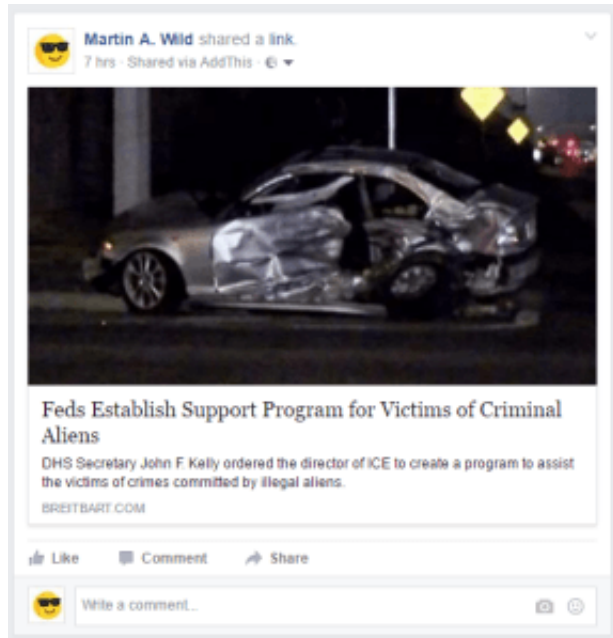 Martin A. Wild shared a link.
7 hrs · Shared via AddThis ·
Feds Establish Support Program for Victims of Criminal
Aliens
DHS Secretary John F. Kelly ordered the director of ICE to create a program to assist
the victims of crimes committed by illegal aliens.
BREITBART.COM
Like Comment Share
Write a comment...